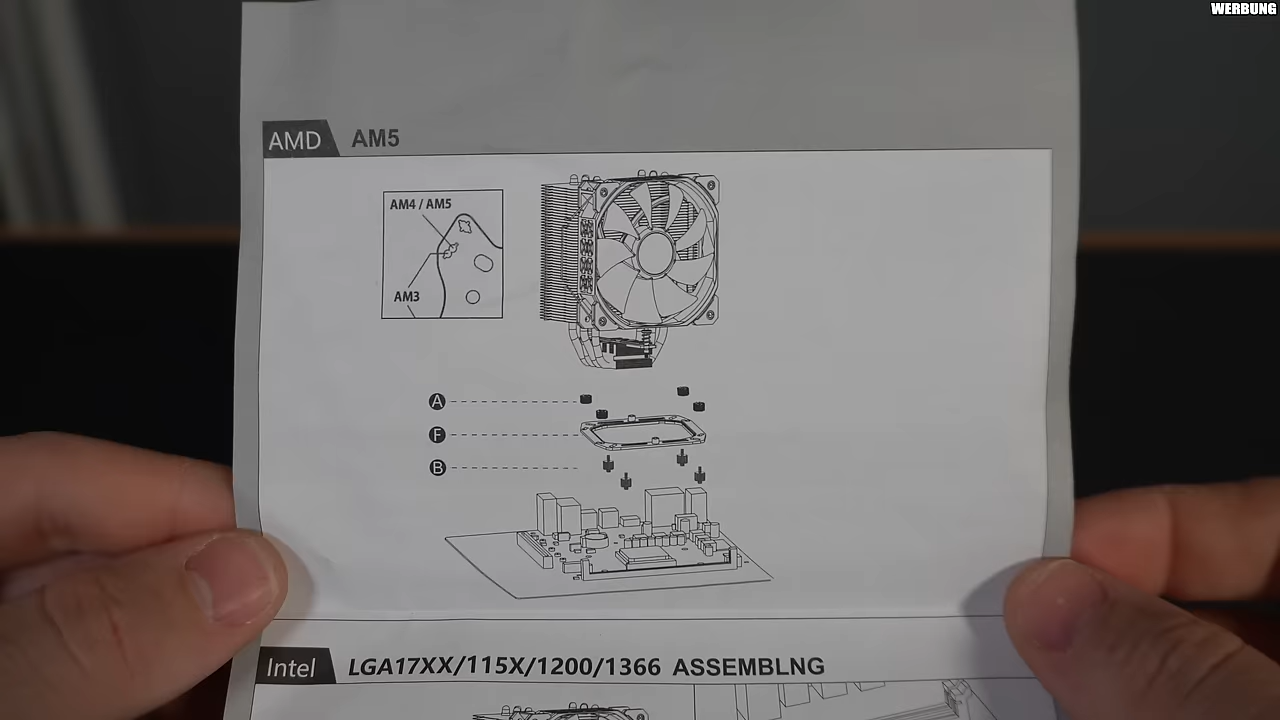 WERBUNG
AMD AM5
AM4 / AM5
AM3
A
F
B
Intel LGA17XX/115X/1200/1366 ASSEMBLNG